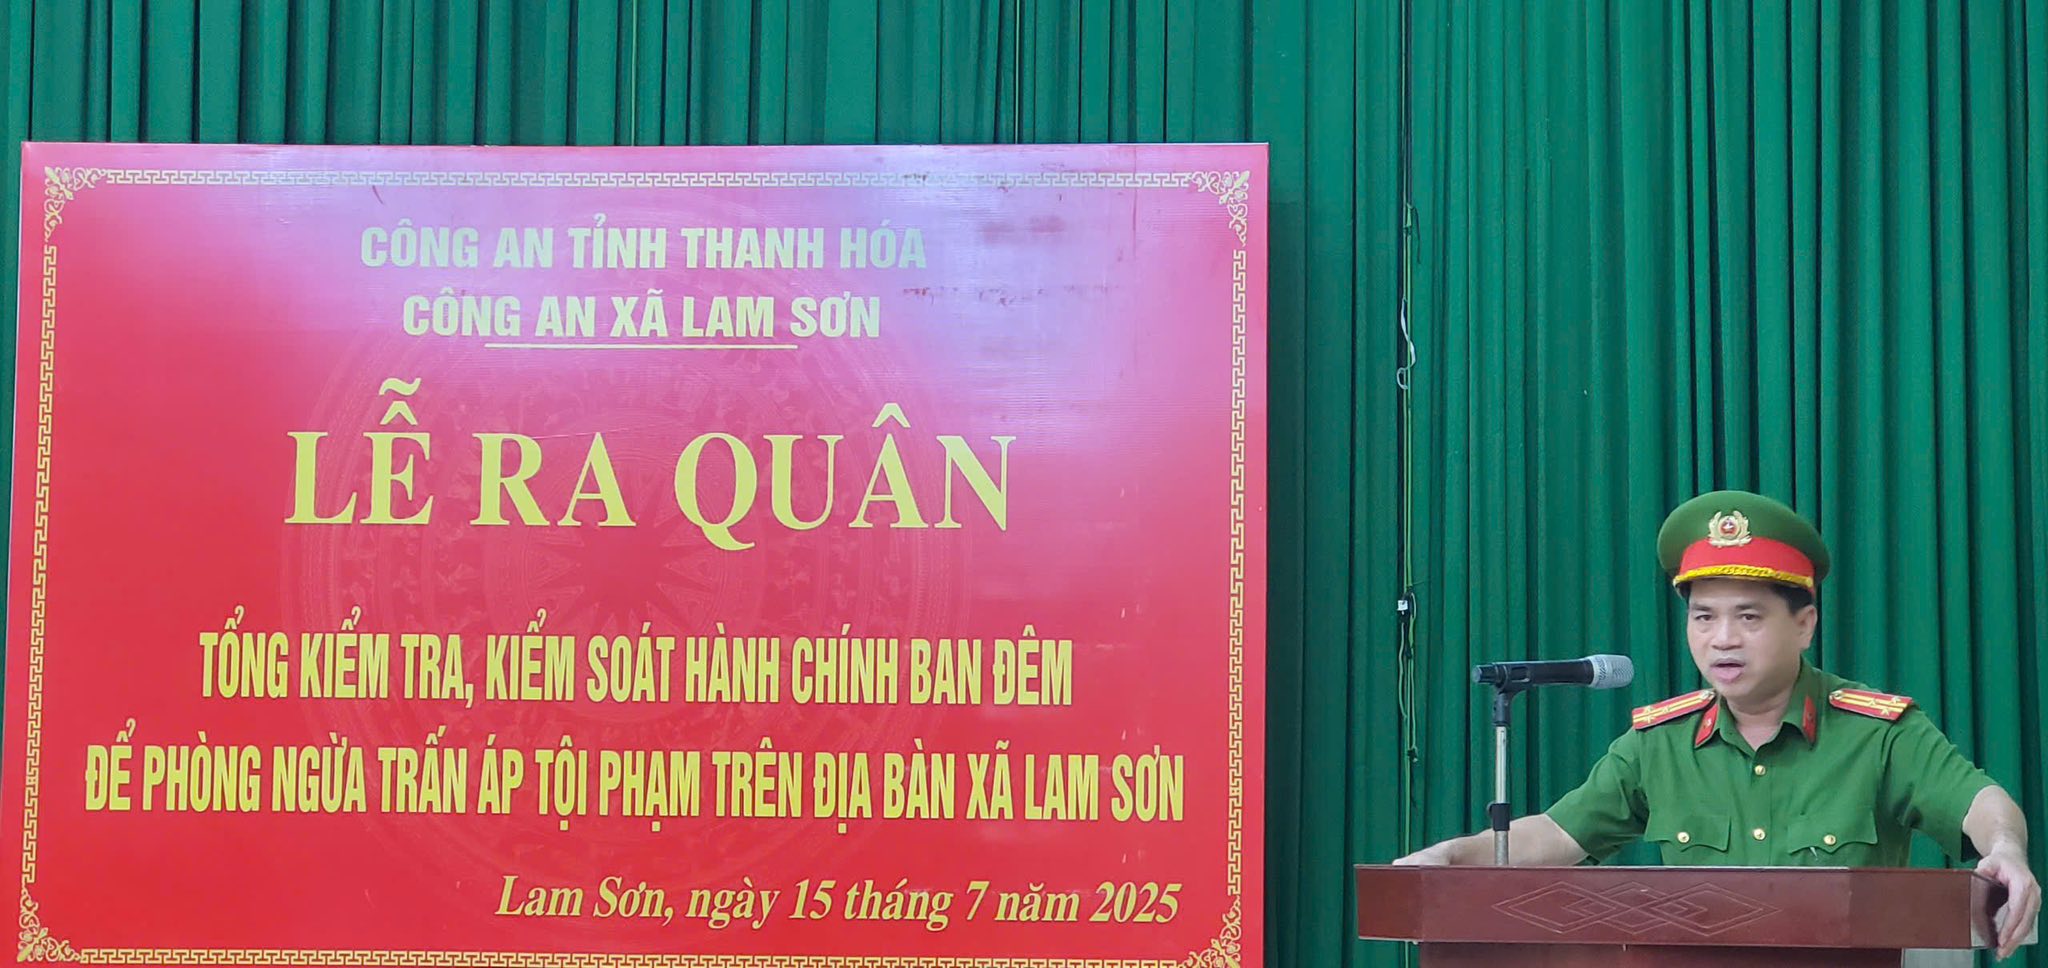 CÔNG AN TỈNH THANH HÓA
CÔNG AN XÃ LAM SƠN
LỄ RA QUÂN
TỔNG KIỂM TRA, KIỂM SOÁT HÀNH CHÍNH BAN ĐÊM
ĐỂ PHÒNG NGỪA TRẤN ÁP TỘI PHẠM TRÊN ĐỊA BÀN XÃ LAM SƠN
Lam Sơn, ngày 15 tháng 7 năm 2025